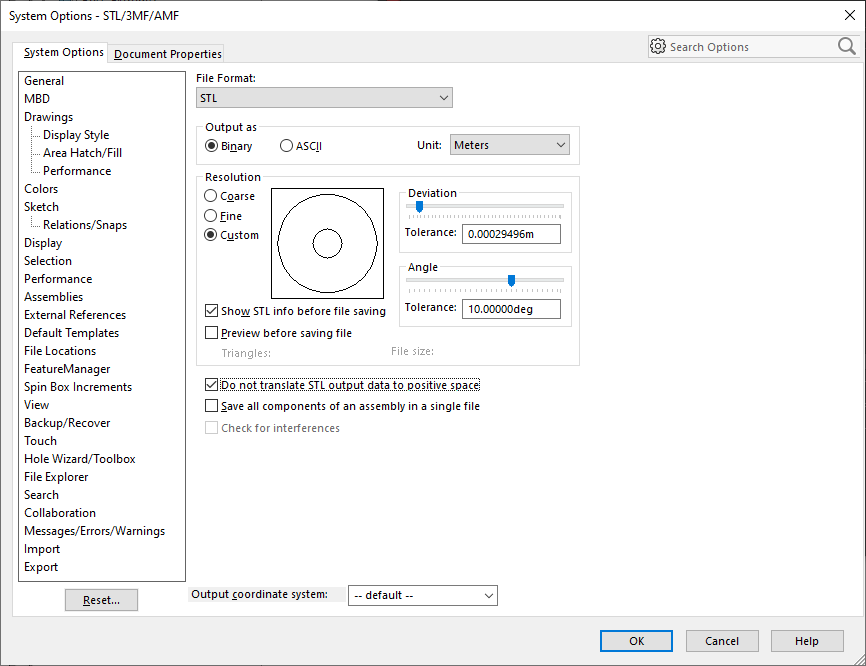 System Options - STL/3MF/AMF
System Options
Document Properties
Search Options
General
MBD
Drawings
Display Style
Area Hatch/Fill
Performance
Colors
Sketch
Relations/Snaps
Display
Selection
Performance
Assemblies
External References
Default Templates
File Locations
FeatureManager
Spin Box Increments
View
Backup/Recover
Touch
Hole Wizard/Toolbox
File Explorer
Search
Collaboration
Messages/Errors/Warnings
Import
Export
Reset...
File Format:
STL
Output as
Binary
ASCII
Unit:
Meters
Resolution
Coarse
Fine
Custom
Deviation
Tolerance:
0.00029496m
Angle
Tolerance:
10.00000deg
Show STL info before file saving
Preview before saving file
Triangles:
File size:
Do not translate STL output data to positive space
Save all components of an assembly in a single file
Check for interferences
Output coordinate system:
-- default --
OK
Cancel
Help